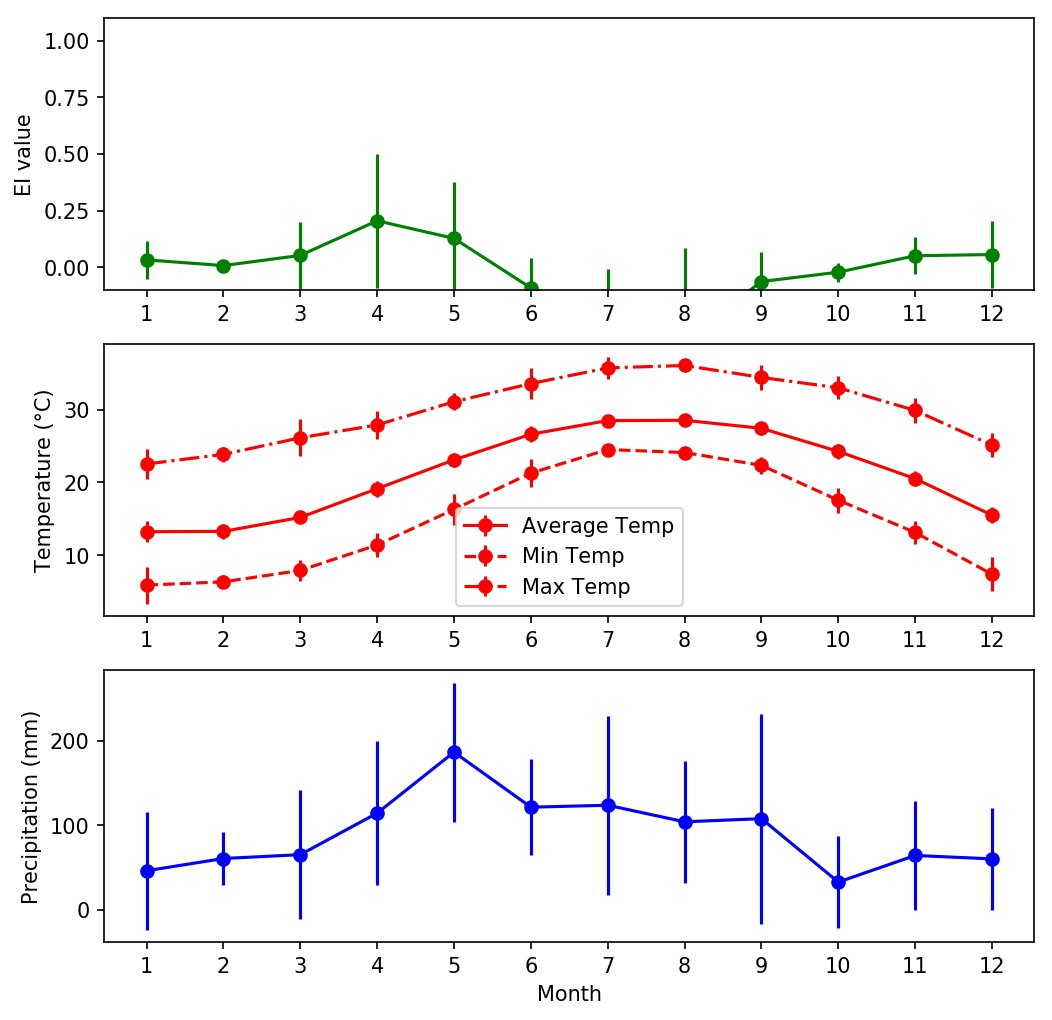 1.00
0.75
0.50
0.25
0.00
EI value
1 2 3 4 5 6 7 8 9 10 11 12
30
20
10
Temperature (°C)
Average Temp
Min Temp
Max Temp
1 2 3 4 5 6 7 8 9 10 11 12
200
100
0
Precipitation (mm)
1 2 3 4 5 6 7 8 9 10 11 12
Month